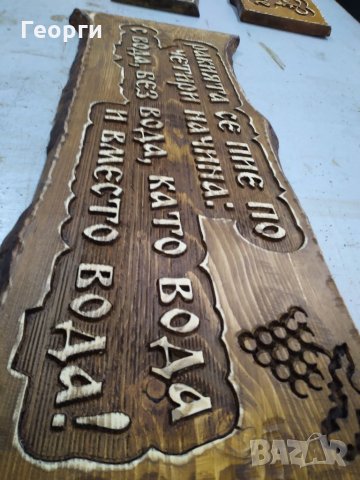 Георги
ракията се пие по
четири начина:
с вода, без вода, като вода
и вместо вода!
BAZAR